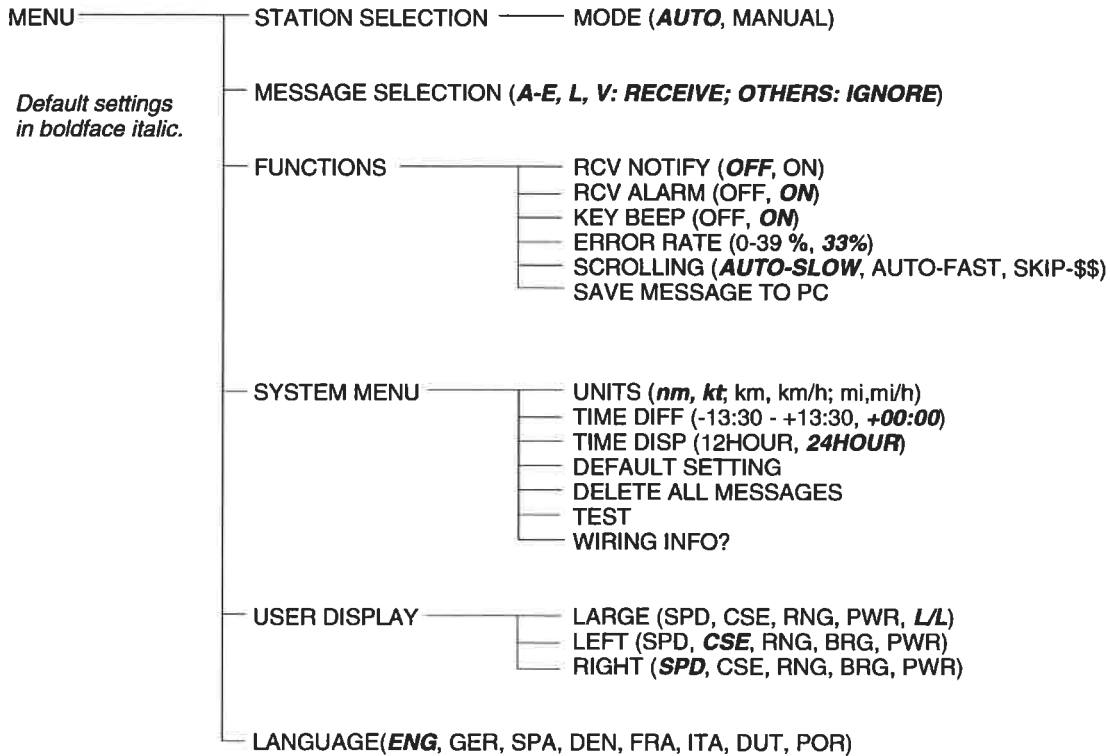 MENU STATION SELECTION MODE (AUTO, MANUAL)
Default settings
in boldface italic.
MESSAGE SELECTION (A-E, L, V: RECEIVE; OTHERS: IGNORE)
FUNCTIONS RCV NOTIFY (OFF, ON)
RCV ALARM (OFF, ON)
KEY BEEP (OFF, ON)
ERROR RATE (0-39 %, 33%)
SCROLLING (AUTO-SLOW, AUTO-FAST, SKIP-$$)
SAVE MESSAGE TO PC
SYSTEM MENU UNITS (nm, kt; km, km/h; mi,mi/h)
TIME DIFF (-13:30 - +13:30, +00:00)
TIME DISP (12HOUR, 24HOUR)
DEFAULT SETTING
DELETE ALL MESSAGES
TEST
WIRING INFO?
USER DISPLAY LARGE (SPD, CSE, RNG, PWR, L/L)
LEFT (SPD, CSE, RNG, BRG, PWR)
RIGHT (SPD, CSE, RNG, BRG, PWR)
LANGUAGE(ENG, GER, SPA, DEN, FRA, ITA, DUT, POR)